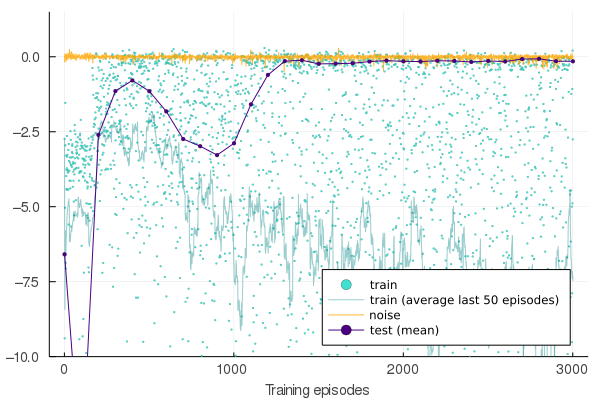 0.0
−2.5
−5.0
−7.5
−10.0
train
train (average last 50 episodes)
noise
test (mean)
0 1000 2000 3000
Training episodes